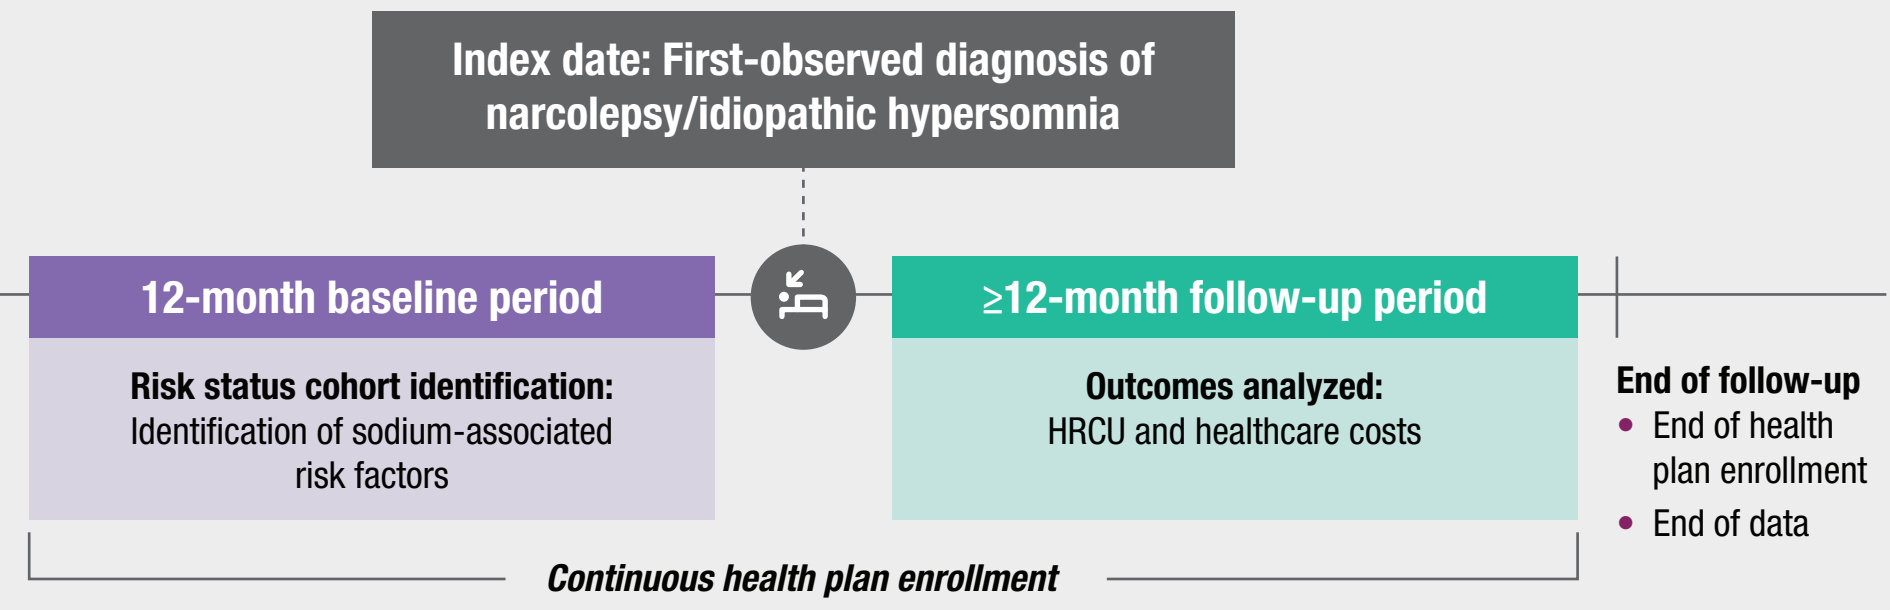 Index date: First-observed diagnosis of
narcolepsy/idiopathic hypersomnia
12-month baseline period
Risk status cohort identification:
Identification of sodium-associated
risk factors
≥12-month follow-up period
Outcomes analyzed:
HRCU and healthcare costs
End of follow-up
• End of health
plan enrollment
• End of data
Continuous health plan enrollment